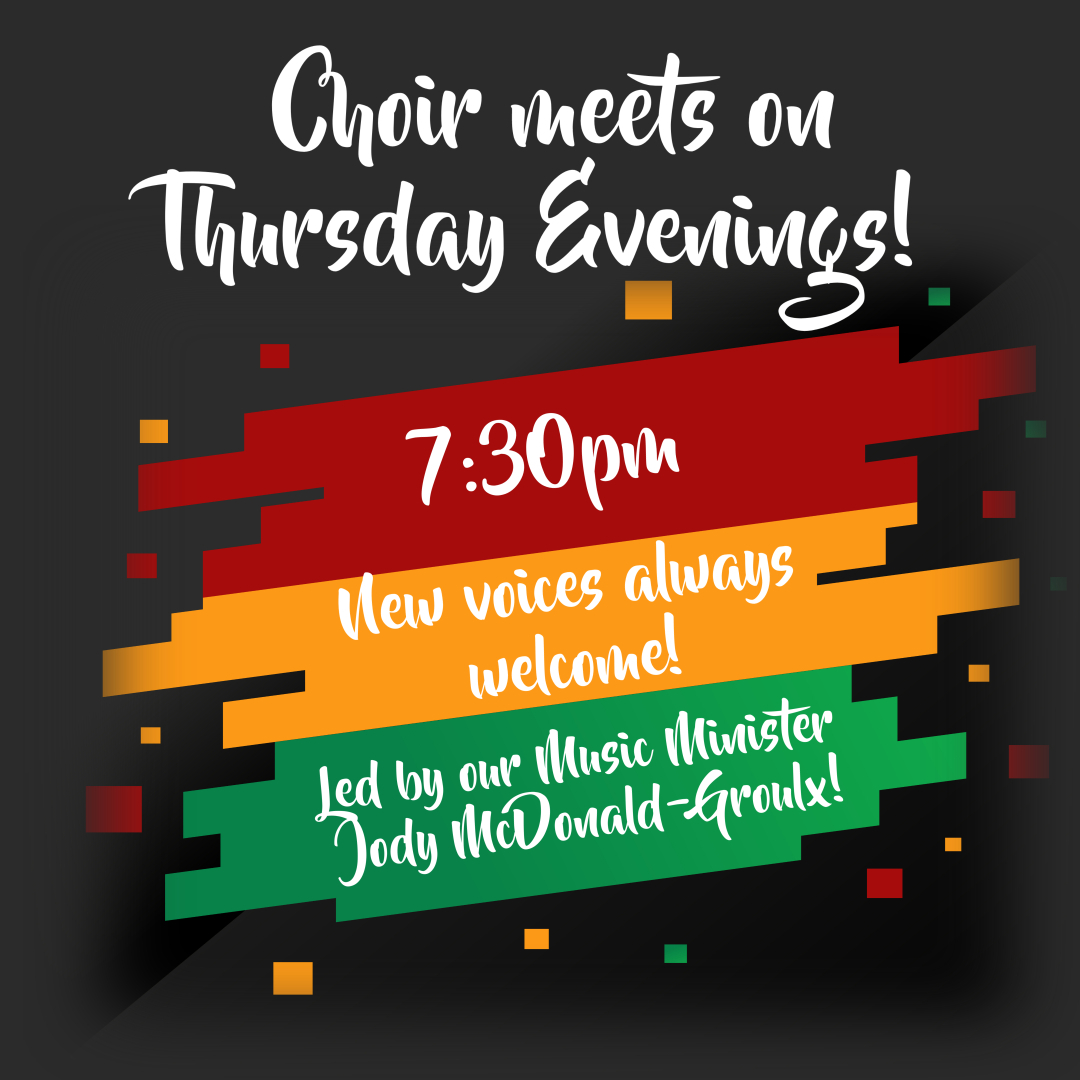 Choir meets on
Thursday Evenings!
7:30pm
New voices always
welcome!
Led by our Music Minister
Jody McDonald-Groulx!